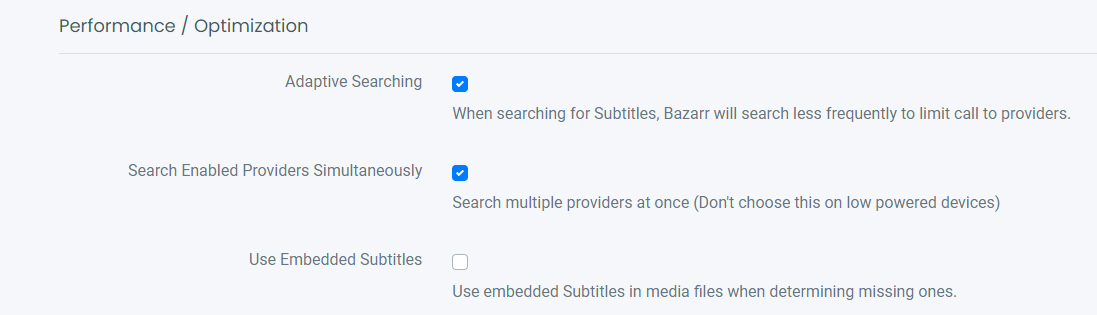 Performance / Optimization
Adaptive Searching
When searching for Subtitles, Bazarr will search less frequently to limit call to providers.
Search Enabled Providers Simultaneously
Search multiple providers at once (Don't choose this on low powered devices)
Use Embedded Subtitles
Use embedded Subtitles in media files when determining missing ones.